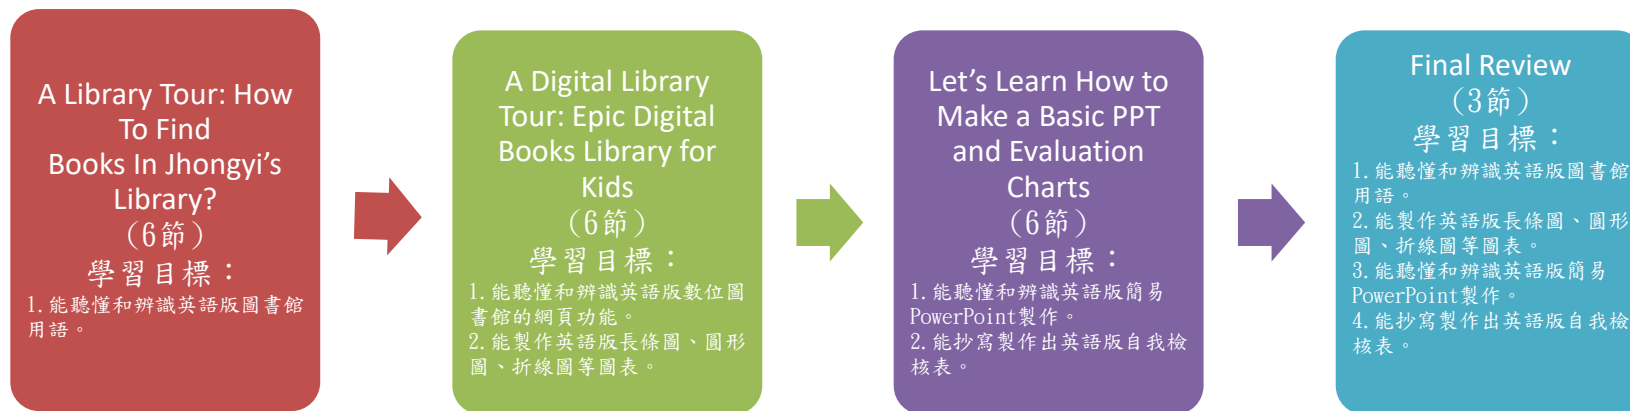 A Library Tour: How
To Find
Books In Jhongyi’s
Library?
（6節）
學習目標：
1.能聽懂和辨識英語版圖書館
用語。
A Digital Library
Tour: Epic Digital
Books Library for
Kids
（6節）
學習目標：
1.能聽懂和辨識英語版數位圖
書館的網頁功能。
2.能製作英語版長條圖、圓形
圖、折線圖等圖表。
Let’s Learn How to
Make a Basic PPT
and Evaluation
Charts
（6節）
學習目標：
1.能聽懂和辨識英語版簡易
PowerPoint製作。
2.能抄寫製作出英語版自我檢
核表。
Final Review
（3節）
學習目標：
1.能聽懂和辨識英語版圖書館
用語。
2.能製作英語版長條圖、圓形
圖、折線圖等圖表。
3.能聽懂和辨識英語版簡易
PowerPoint製作。
4.能抄寫製作出英語版自我檢
核表。